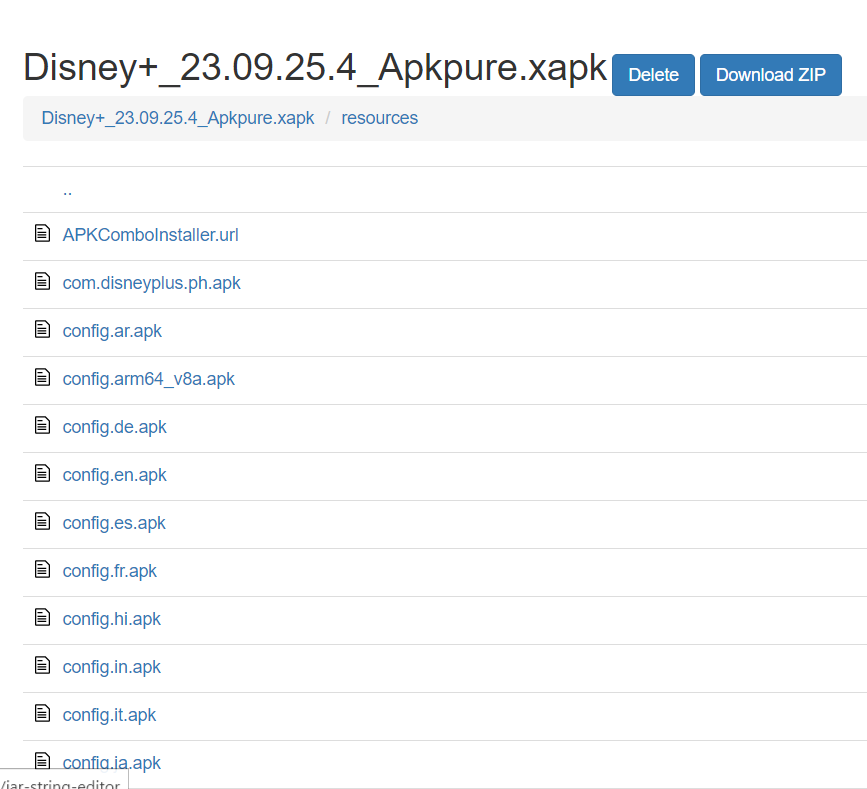 Disney+_23.09.25.4_Apkpure.xapk Delete Download ZIP
Disney+_23.09.25.4_Apkpure.xapk / resources
..
APKComboInstaller.url
com.disneyplus.ph.apk
config.ar.apk
config.arm64_v8a.apk
config.de.apk
config.en.apk
config.es.apk
config.fr.apk
config.hi.apk
config.in.apk
config.it.apk
config.ja.apk
/jar-string-editor